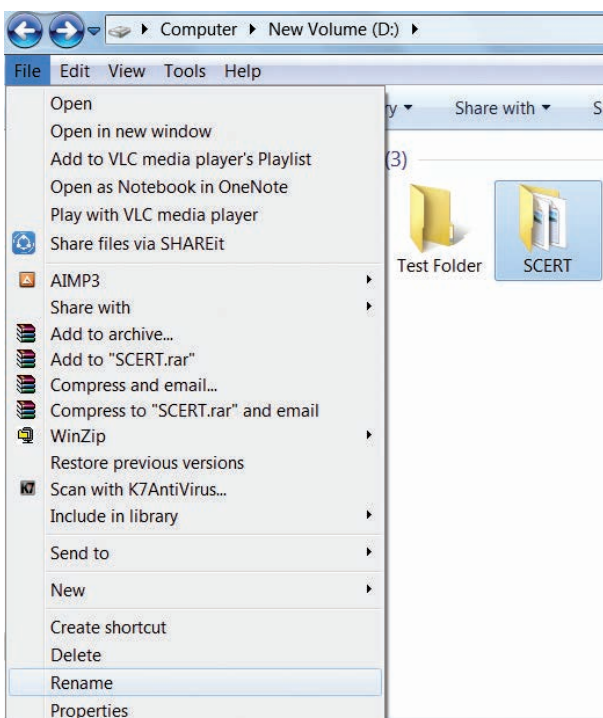 Computer New Volume (D:)
File Edit View Tools Help
Open
Open in new window
Add to VLC media player's Playlist
Open as Notebook in OneNote
Play with VLC media player
Share files via SHAREit
AIMP3
Share with
Add to archive...
Add to "SCERT.rar"
Compress and email...
Compress to "SCERT.rar" and email
WinZip
Restore previous versions
K7 Scan with K7AntiVirus...
Include in library
Send to
New
Create shortcut
Delete
Rename
Properties
Share with
(3)
Test Folder SCERT